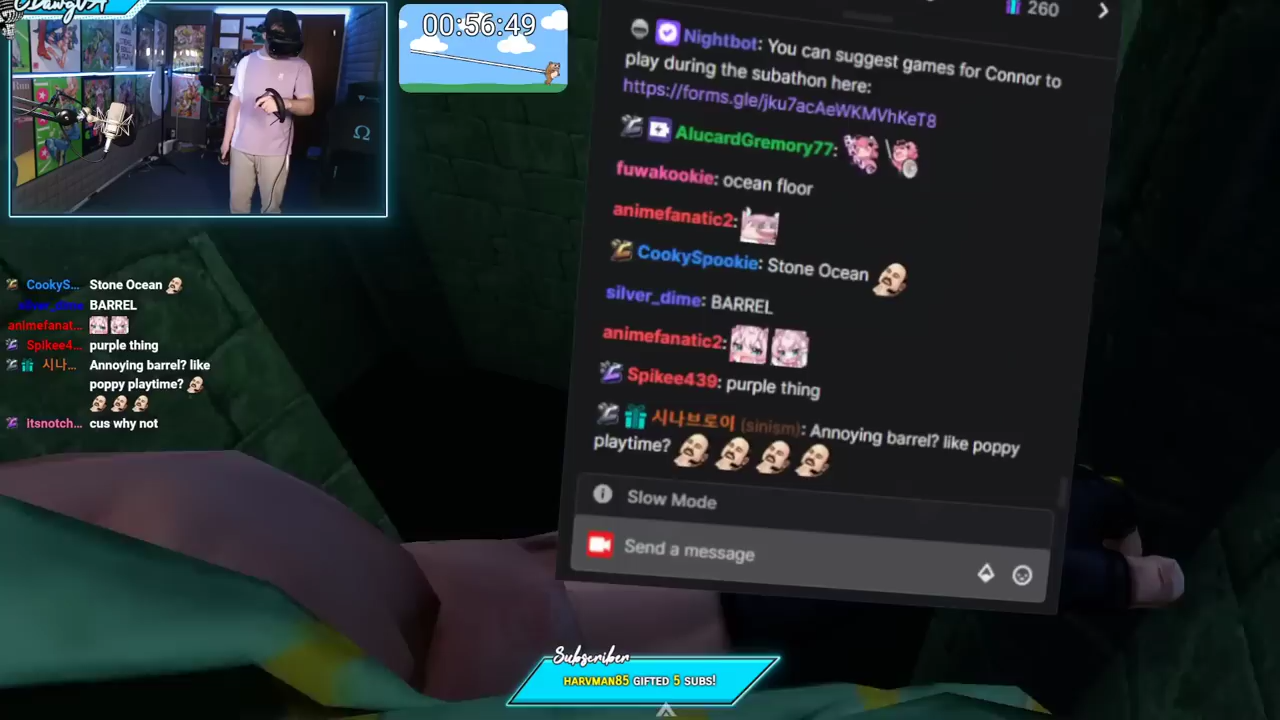 CDawgVA
00:56:49
260
Nightbot: You can suggest games for Connor to
play during the subathon here:
https://forms.gle/jku7acAeWKMVhKeT8
AlucardGremory77:
fuwakookie: ocean floor
animefanatic2:
CookySpookie: Stone Ocean
silver_dime: BARREL
animefanatic2:
Spikee439: purple thing
시나브로이 (sinism): Annoying barrel? like poppy
playtime?
Slow Mode
Send a message
CookyS... Stone Ocean
silver_dime BARREL
animefanat...
Spikee4... purple thing
시나... Annoying barrel? like
poppy playtime?
itsnotch... cus why not
Subscriber
HARVMAN85 GIFTED 5 SUBS!